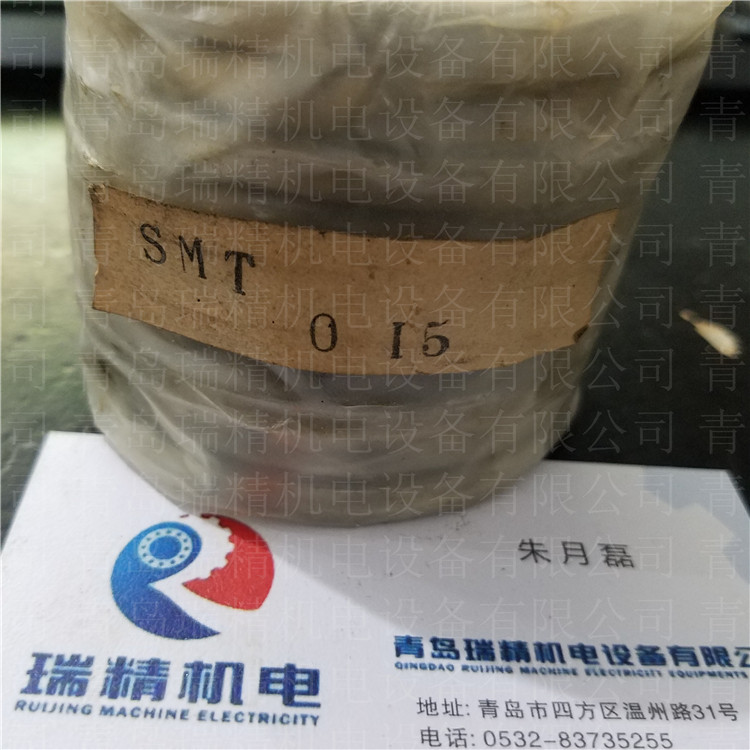 SMT
0 15
朱月磊
瑞精机电
RUIJING MACHINE ELECTRICITY
青岛瑞精机电设备有限公
QINGDAO RUIJING MACHINE ELECTRICITY EQUIPMENTS
地址: 青岛市四方区温州路31号
电话: 0532-83735255
青岛瑞精机电设备有限公司